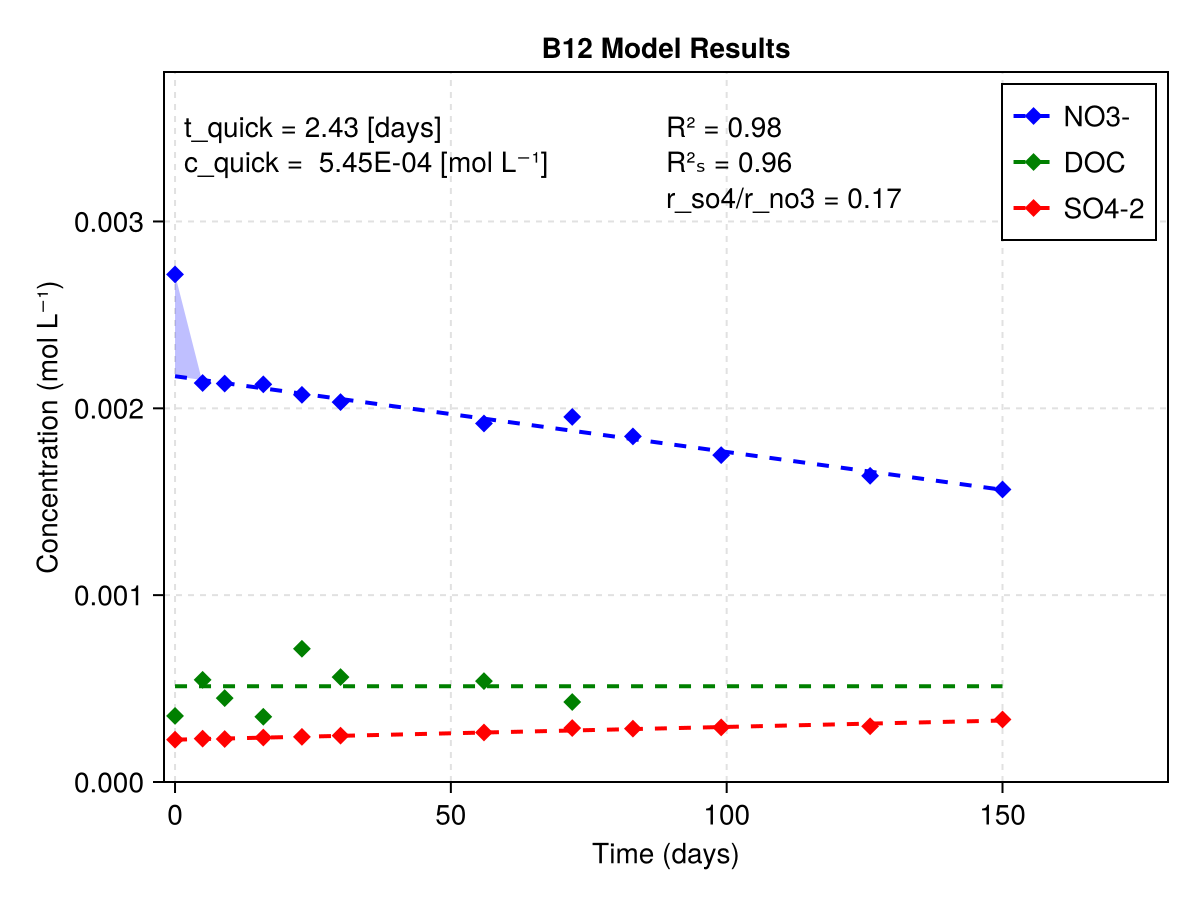 B12 Model Results
t_quick = 2.43 [days]
c_quick =  5.45E-04 [mol L⁻¹]
R² = 0.98
R²ₛ = 0.96
r_so4/r_no3 = 0.17
NO3-
DOC
SO4-2
Concentration (mol L⁻¹)
0.003
0.002
0.001
0.000
0 50 100 150
Time (days)